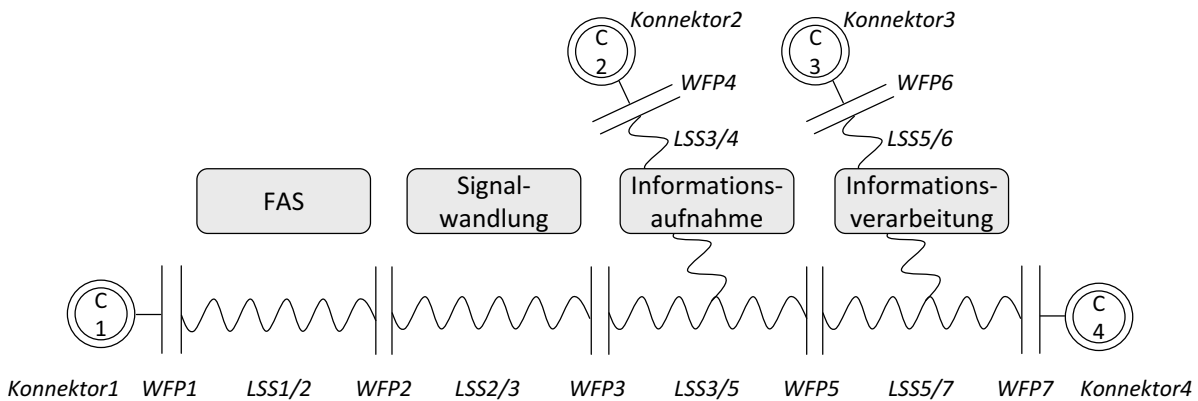 Konnektor2
C
2
WFP4
LSS3/4
Konnektor3
C
3
WFP6
LSS5/6
FAS
Signal-
wandlung
Informations-
aufnahme
Informations-
verarbeitung
C
1
C
4
Konnektor1 WFP1 LSS1/2 WFP2 LSS2/3 WFP3 LSS3/5 WFP5 LSS5/7 WFP7 Konnektor4